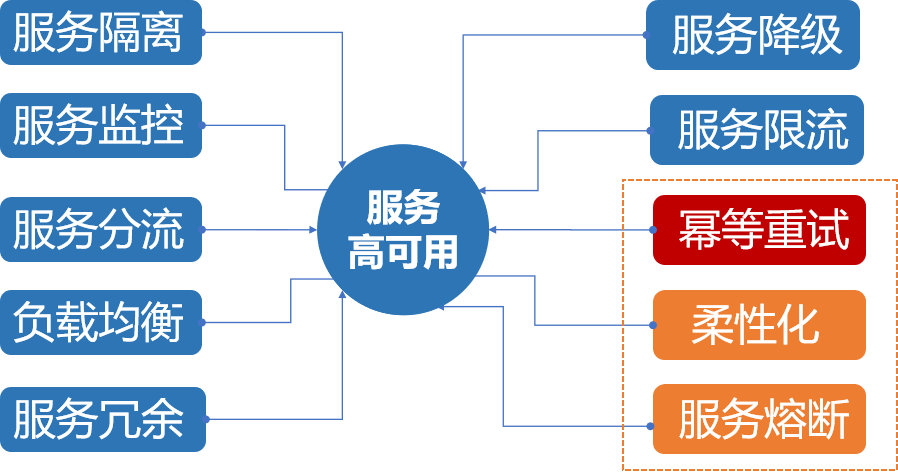 服务隔离
服务监控
服务分流
负载均衡
服务冗余
服务
高可用
服务降级
服务限流
幂等重试
柔性化
服务熔断